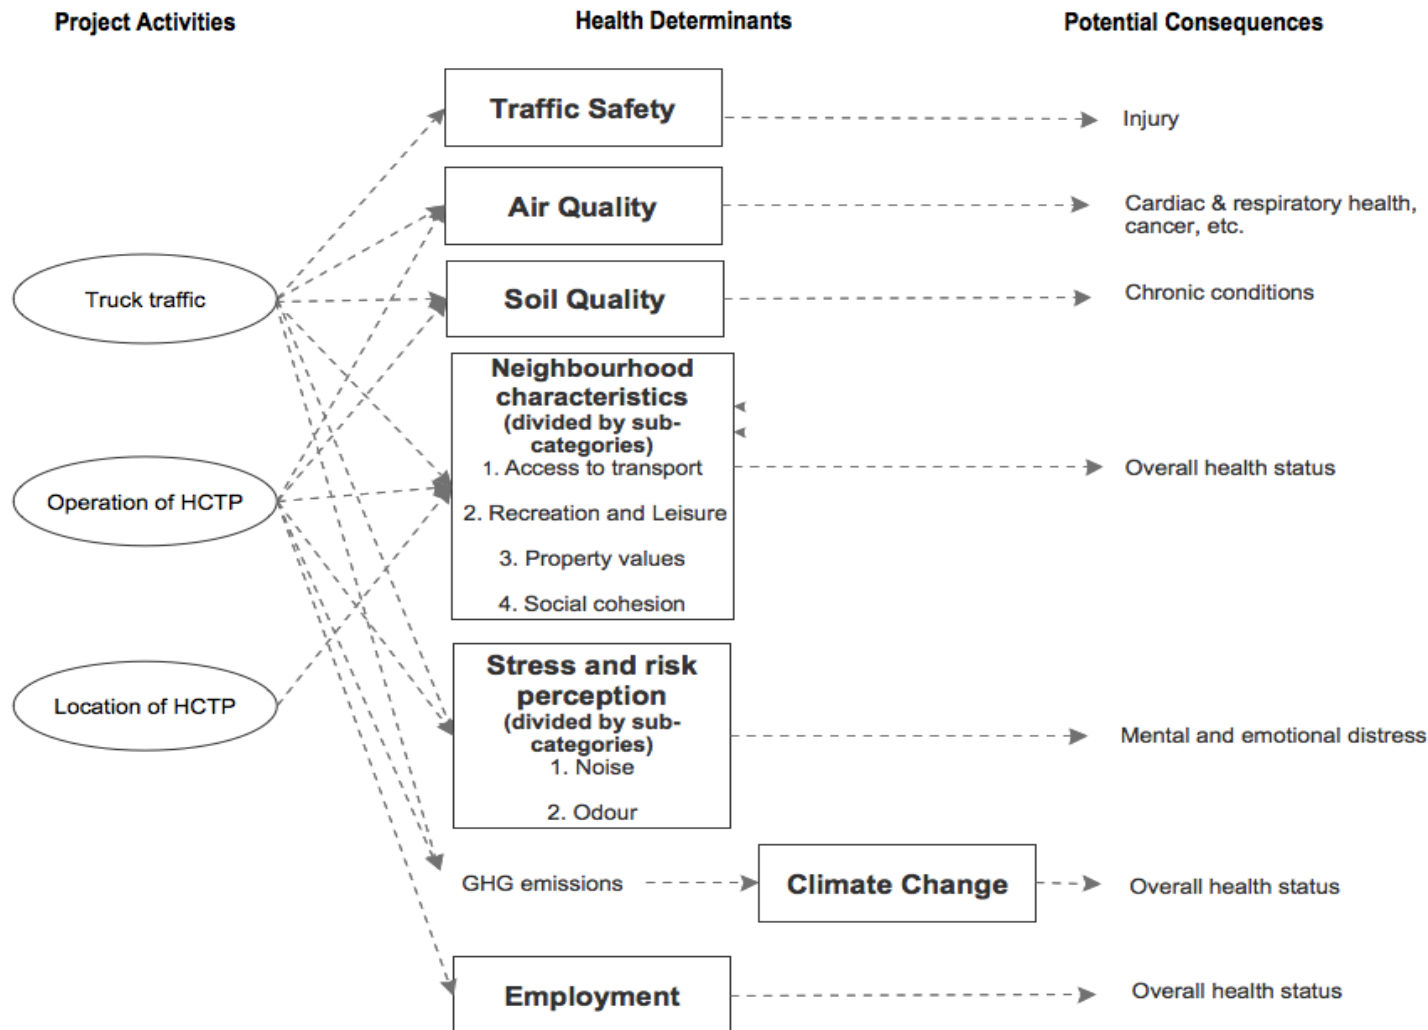 Project Activities
Health Determinants
Potential Consequences
Traffic Safety
Injury
Air Quality
Cardiac & respiratory health,
cancer, etc.
Truck traffic
Soil Quality
Chronic conditions
Neighbourhood
characteristics
(divided by sub-
categories)
1. Access to transport
2. Recreation and Leisure
3. Property values
4. Social cohesion
Overall health status
Operation of HCTP
Location of HCTP
Stress and risk
perception
(divided by sub-
categories)
1. Noise
2. Odour
Mental and emotional distress
GHG emissions
Climate Change
Overall health status
Employment
Overall health status